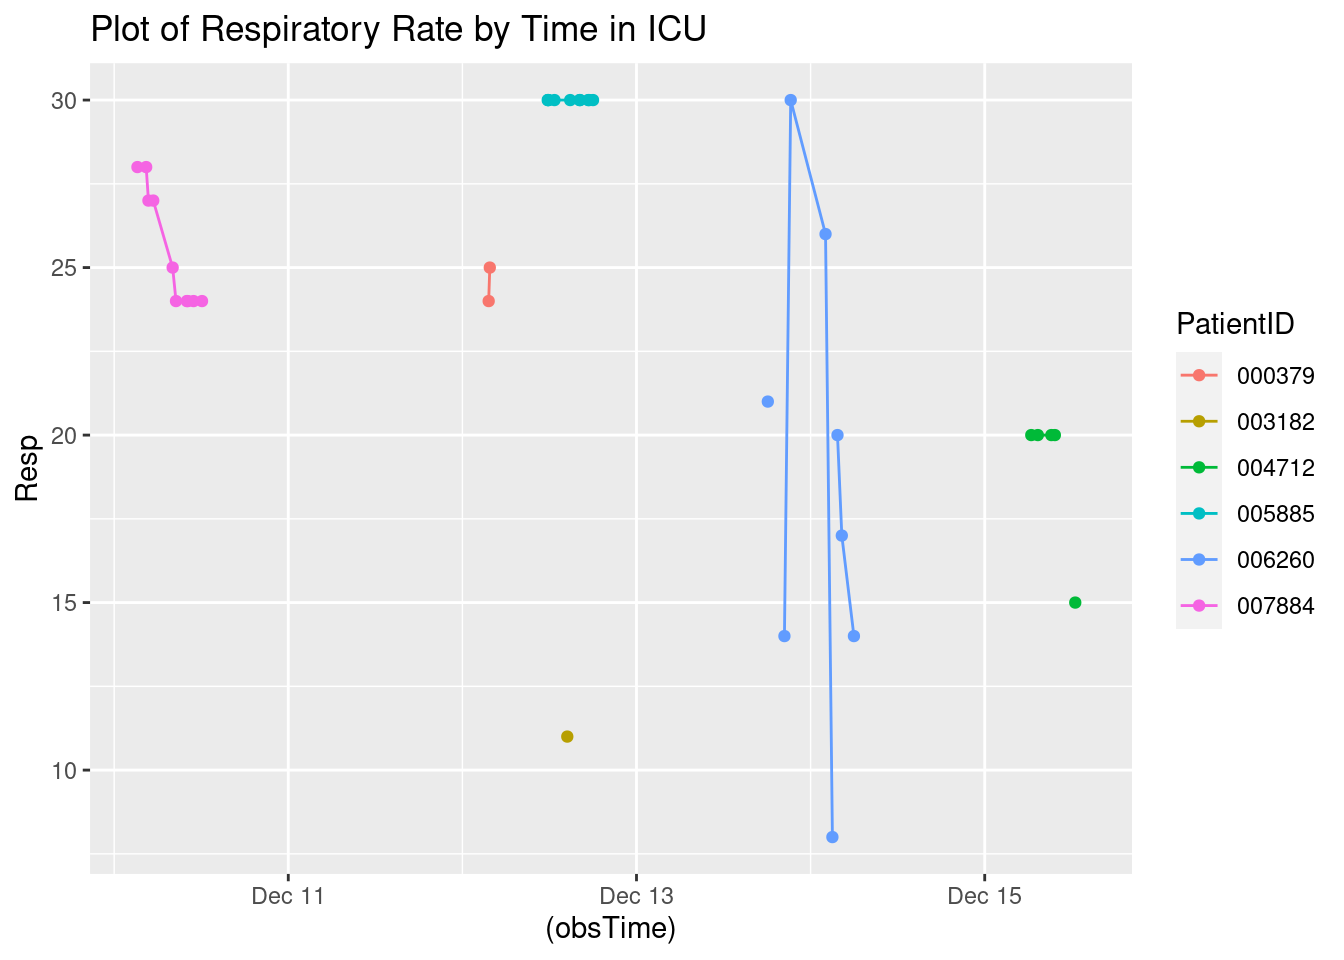 Plot of Respiratory Rate by Time in ICU
30
25
20
15
10
Resp
Dec 11
Dec 13
Dec 15
(obsTime)
PatientID
000379
003182
004712
005885
006260
007884